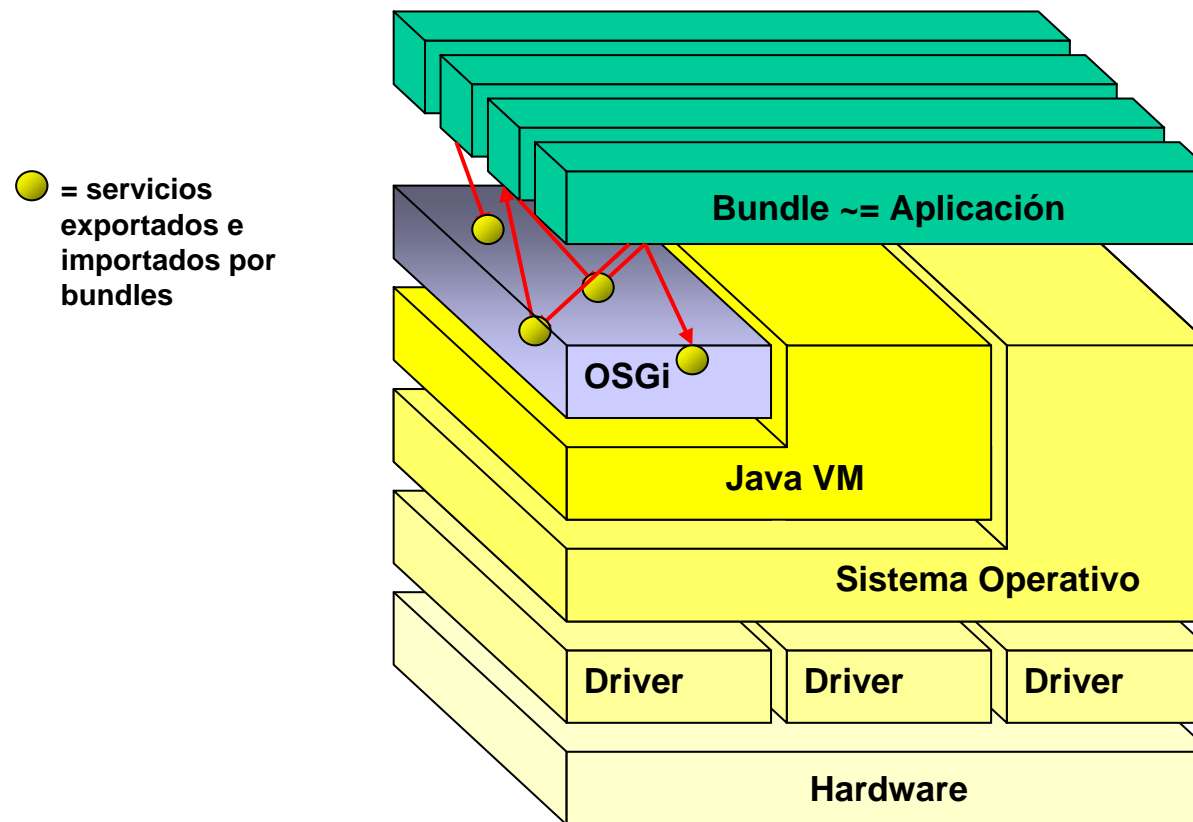 = servicios
exportados e
importados por
bundles
Bundle ~= Aplicación
OSGi
Java VM
Sistema Operativo
Driver
Driver
Driver
Hardware